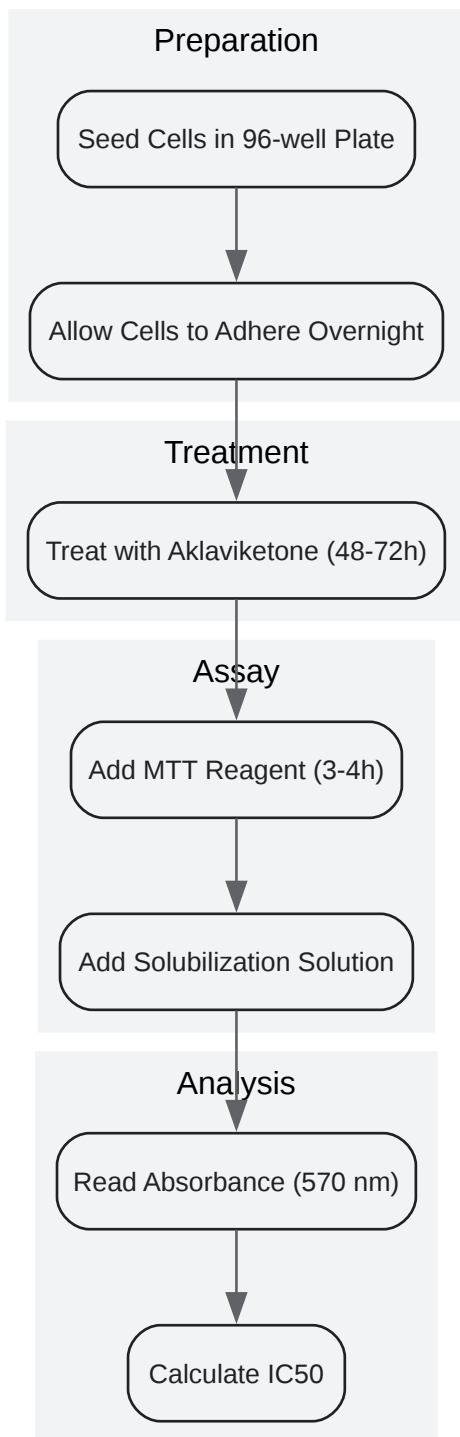 Preparation
Seed Cells in 96-well Plate
Allow Cells to Adhere Overnight
Treatment
Treat with Aklaviketone (48-72h)
Assay
Add MTT Reagent (3-4h)
Add Solubilization Solution
Analysis
Read Absorbance (570 nm)
Calculate IC50